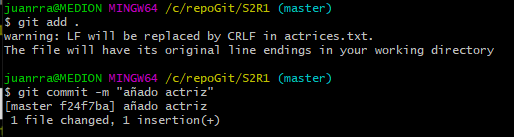 juanrra@MEDION MINGW64 /c/repoGit/S2R1 (master)
$ git add .
warning: LF will be replaced by CRLF in actrices.txt.
The file will have its original line endings in your working directory
juanrra@MEDION MINGW64 /c/repoGit/S2R1 (master)
$ git commit -m "añado actriz"
[master f24f7ba] añado actriz
1 file changed, 1 insertion(+)